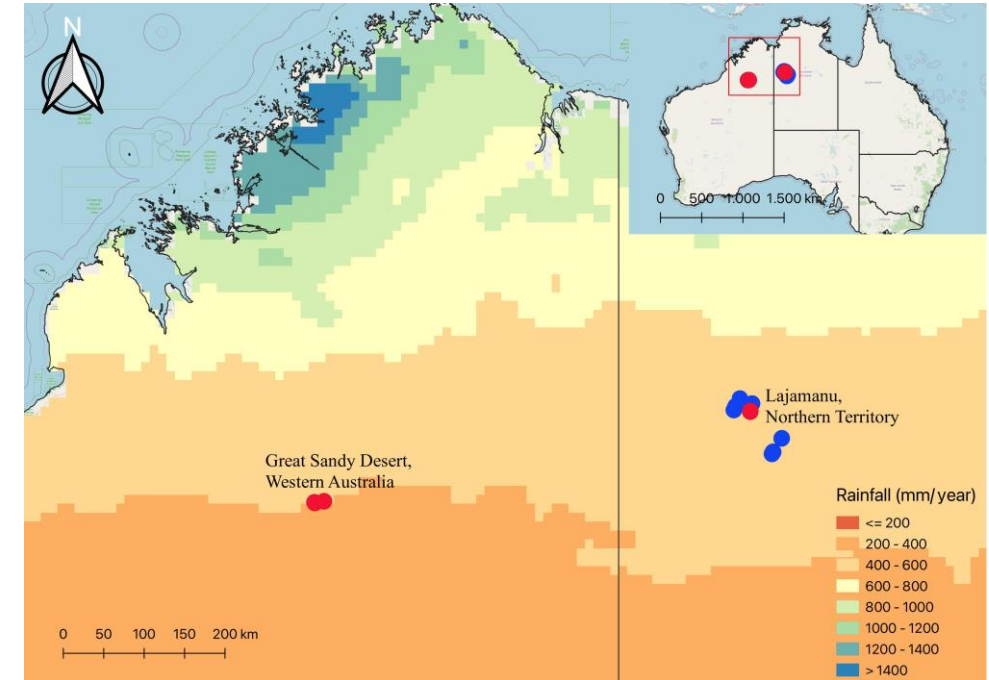 N
0 500 1.000 1.500 km
Lajamanu,
Northern Territory
Great Sandy Desert,
Western Australia
Rainfall (mm/year)
<= 200
200 - 400
400 - 600
600 - 800
800 - 1000
1000 - 1200
1200 - 1400
> 1400
0 50 100 150 200 km